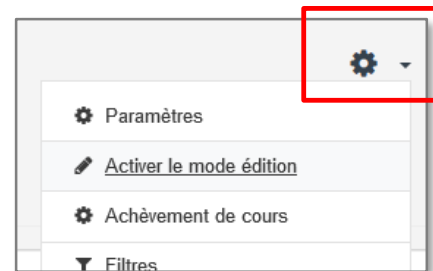 Paramètres
Activer le mode édition
Achèvement de cours
Filtres